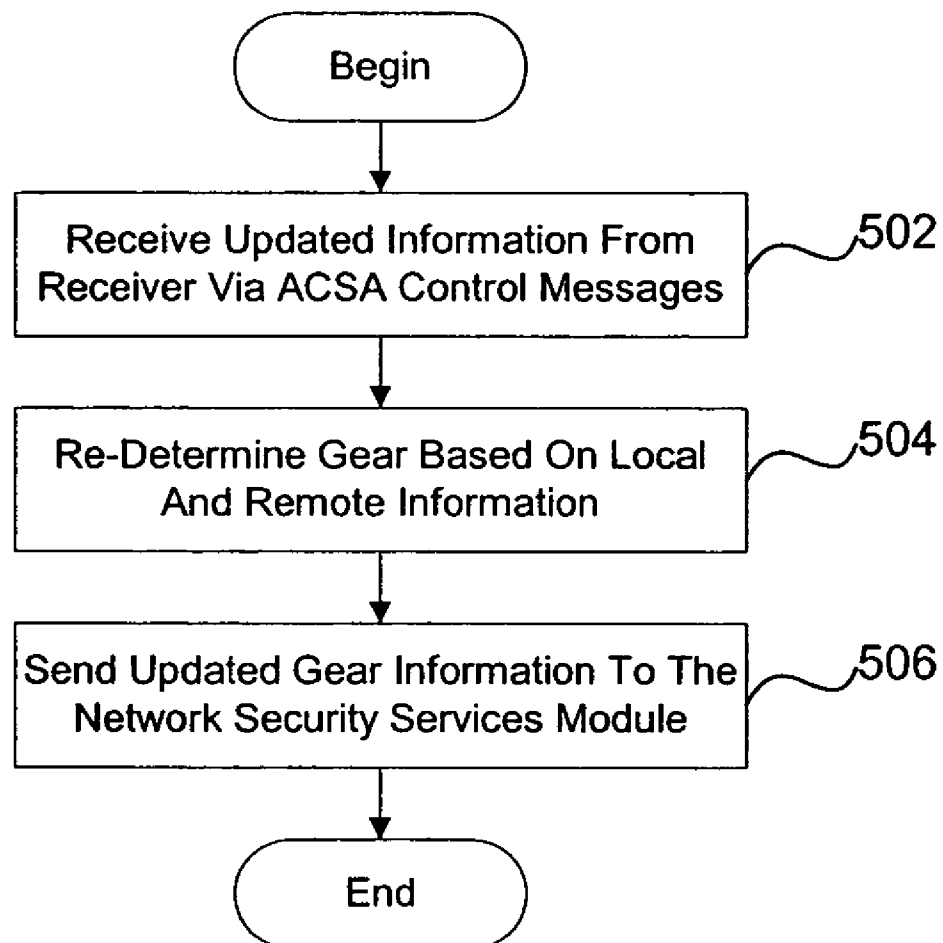 Begin
Receive Updated Information From
Receiver Via ACSA Control Messages
502
Re-Determine Gear Based On Local
And Remote Information
504
Send Updated Gear Information To The
Network Security Services Module
506
End